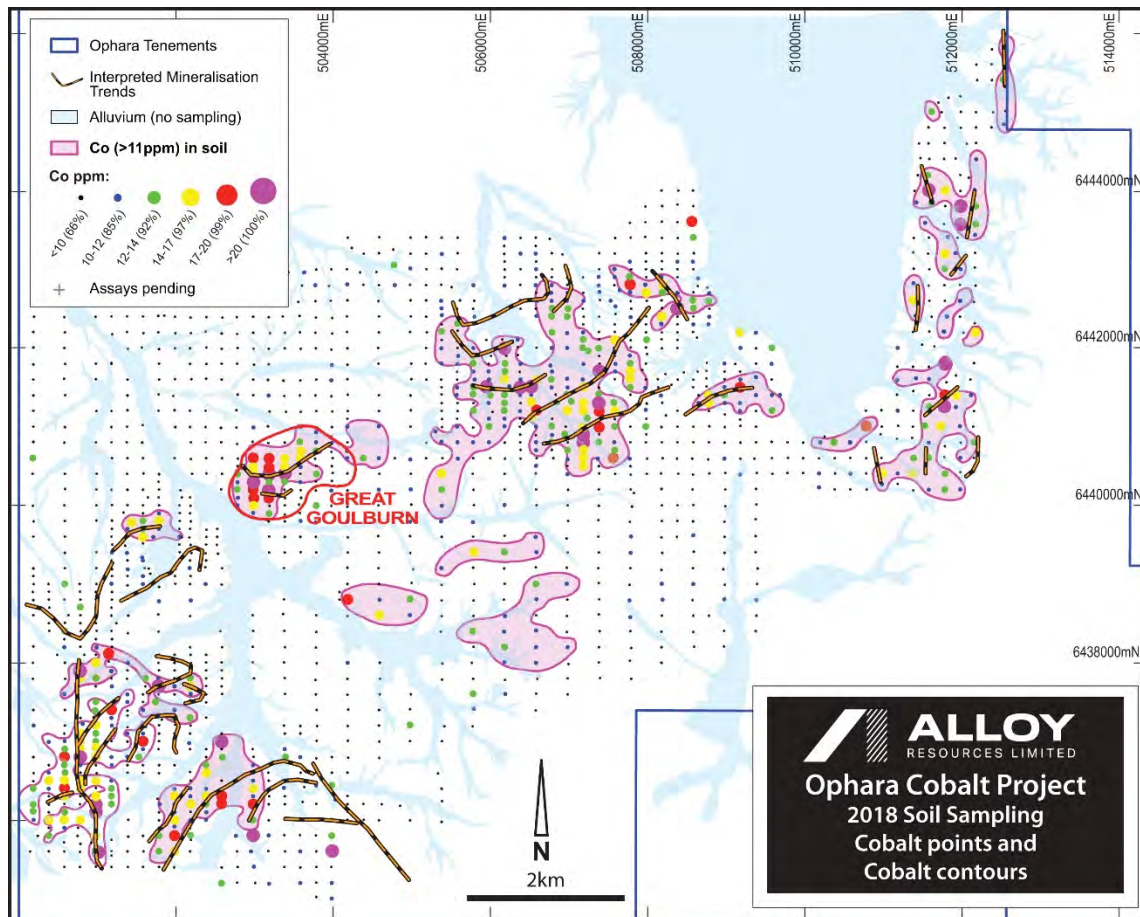 Ophara Tenements
Interpreted Mineralisation
Trends
Alluvium (no sampling)
Co (>11ppm) in soil
Co ppm:
<10 (66%)
10-12 (85%)
12-14 (92%)
14-17 (97%)
17-20 (99%)
>20 (100%)
Assays pending
504000mE
506000mE
508000mE
510000mE
512000mE
514000mE
6444000mN
6442000mN
6440000mN
6438000mN
GREAT
GOULBURN
N
2km
ALLOY
RESOURCES LIMITED
Ophara Cobalt Project
2018 Soil Sampling
Cobalt points and
Cobalt contours